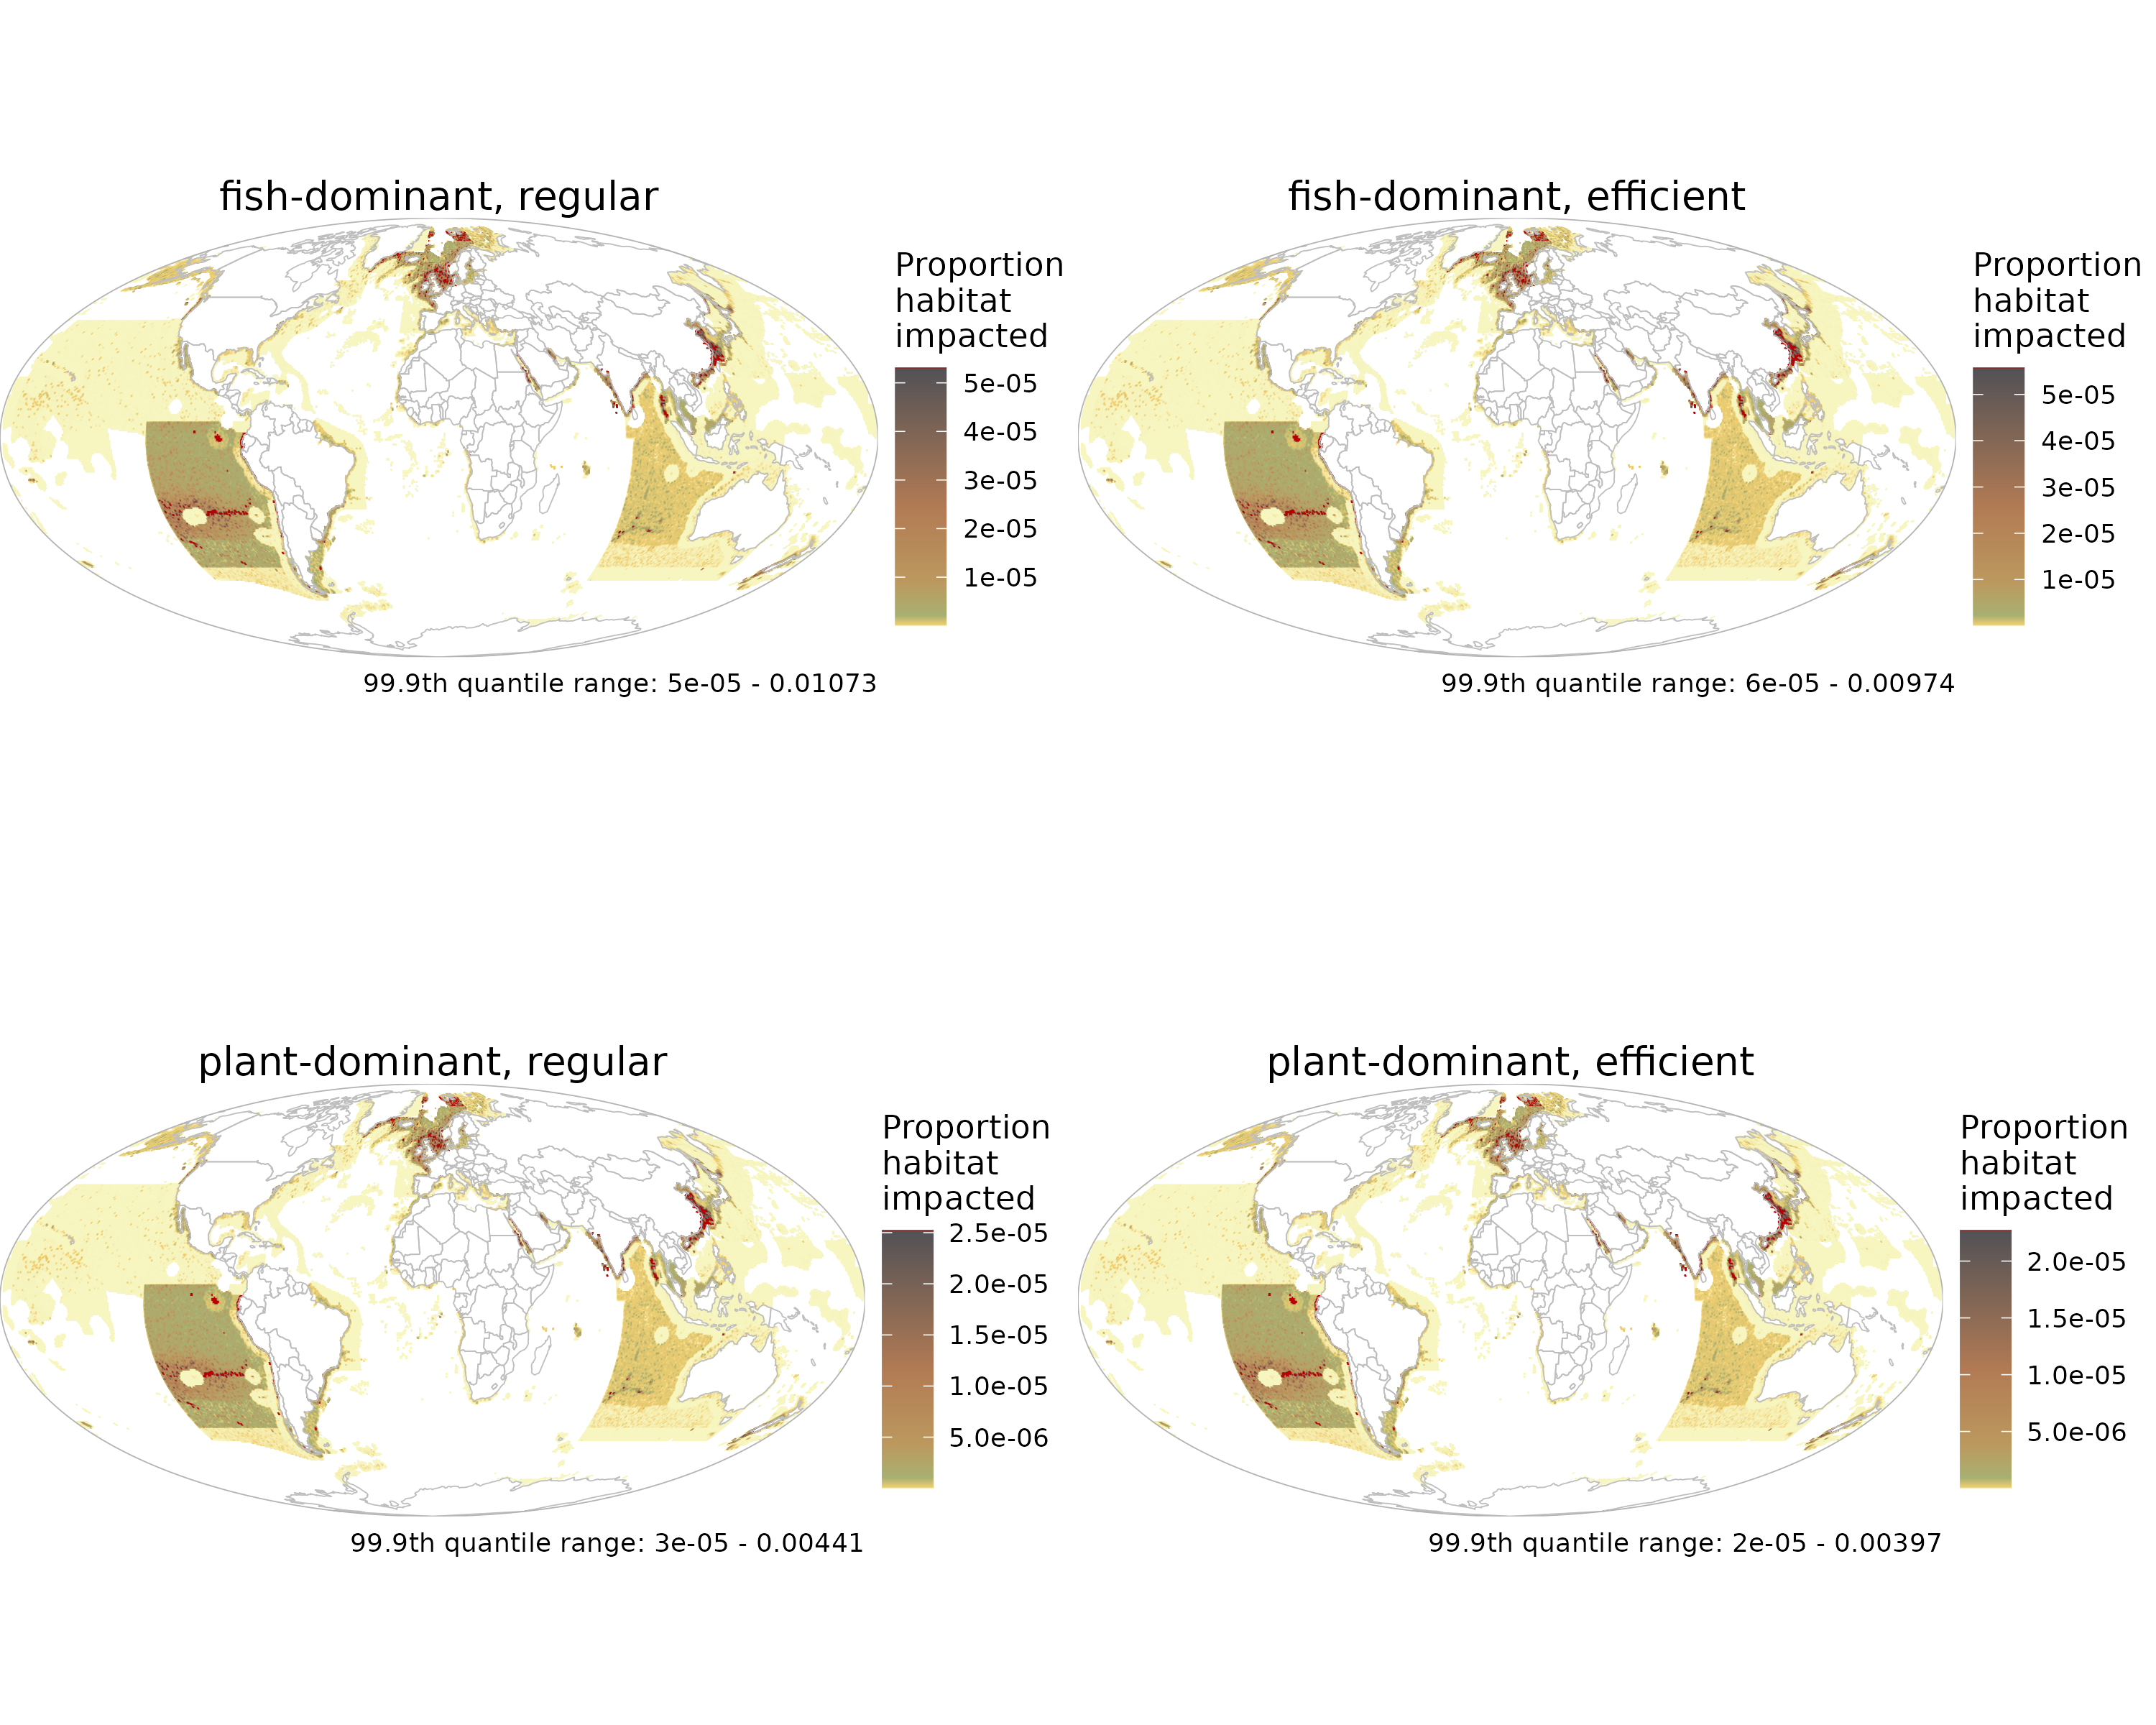 fish-dominant, regular
Proportion
habitat
impacted
5e-05
4e-05
3e-05
2e-05
1e-05
99.9th quantile range: 5e-05 - 0.01073
fish-dominant, efficient
Proportion
habitat
impacted
5e-05
4e-05
3e-05
2e-05
1e-05
99.9th quantile range: 6e-05 - 0.00974
plant-dominant, regular
Proportion
habitat
impacted
2.5e-05
2.0e-05
1.5e-05
1.0e-05
5.0e-06
99.9th quantile range: 3e-05 - 0.00441
plant-dominant, efficient
Proportion
habitat
impacted
2.0e-05
1.5e-05
1.0e-05
5.0e-06
99.9th quantile range: 2e-05 - 0.00397